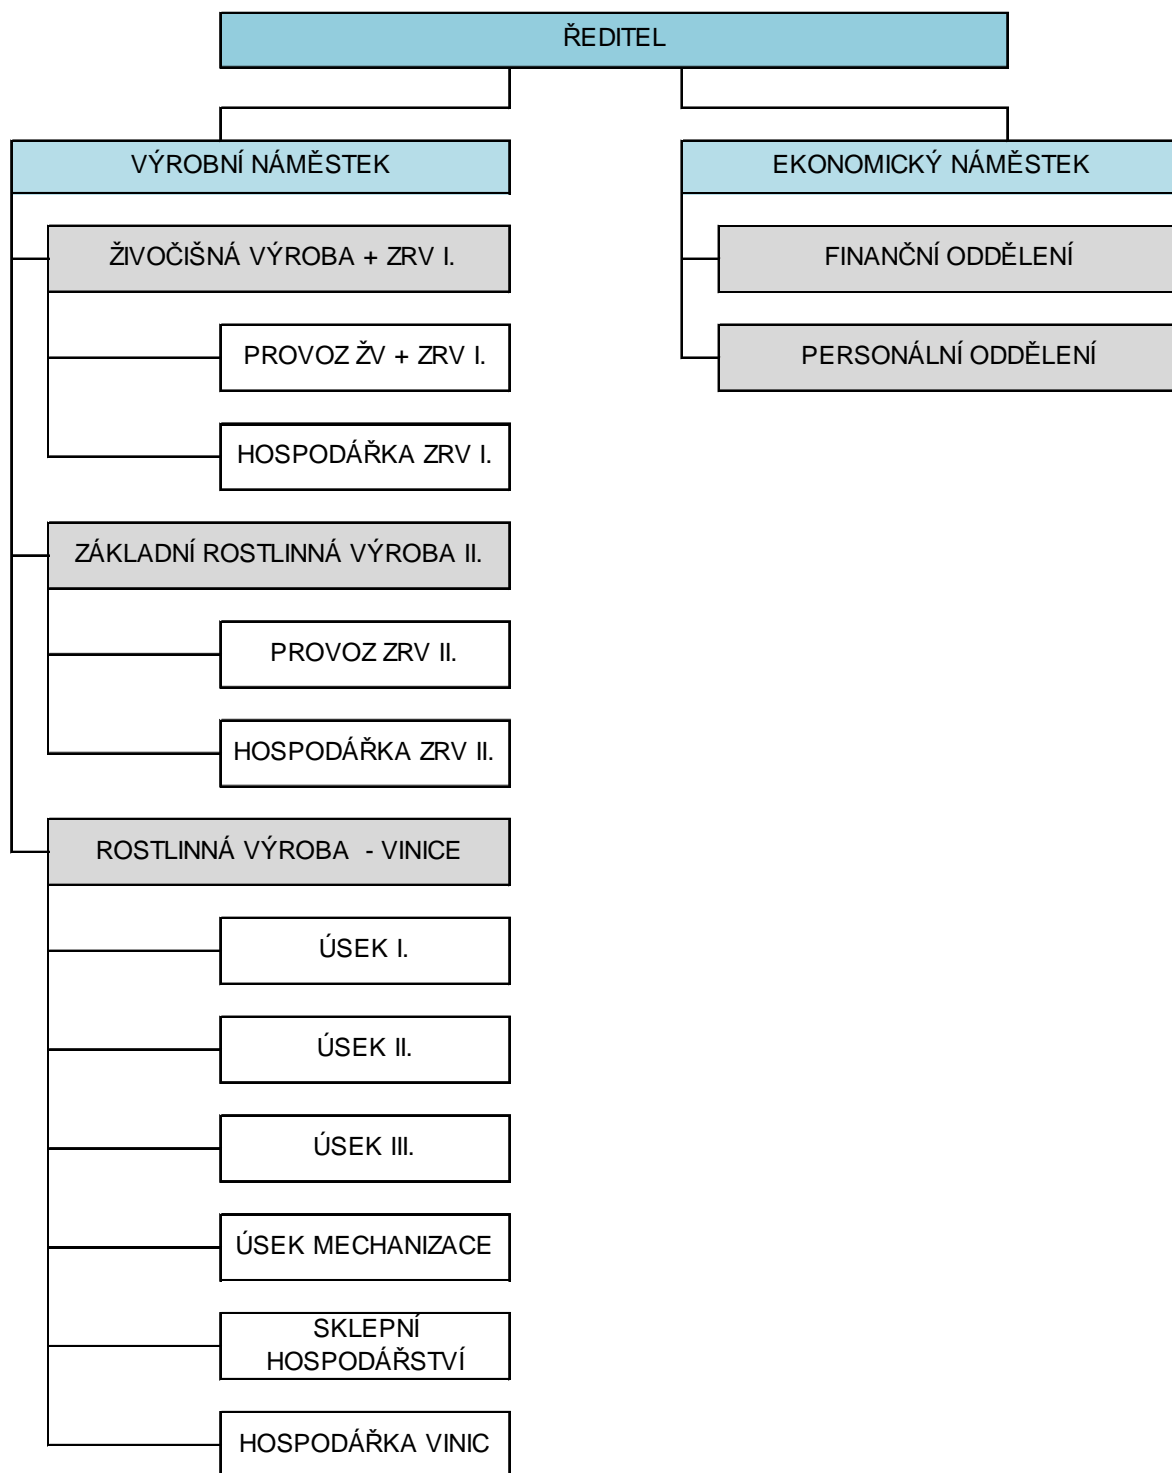 ŘEDITEL
VÝROBNÍ NÁMĚSTEK
EKONOMICKÝ NÁMĚSTEK
ŽIVOČIŠNÁ VÝROBA + ZRV I.
FINANČNÍ ODDĚLENÍ
PROVOZ ŽV + ZRV I.
PERSONÁLNÍ ODDĚLENÍ
HOSPODÁŘKA ZRV I.
ZÁKLADNÍ ROSTLINNÁ VÝROBA II.
PROVOZ ZRV II.
HOSPODÁŘKA ZRV II.
ROSTLINNÁ VÝROBA - VINICE
ÚSEK I.
ÚSEK II.
ÚSEK III.
ÚSEK MECHANIZACE
SKLEPNÍ
HOSPODÁŘSTVÍ
HOSPODÁŘKA VINIC